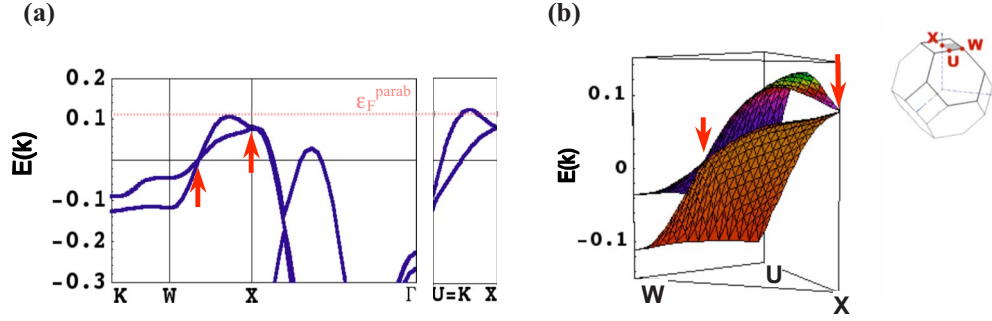 (a)
(b)
0.2
0.1
-0.1
-0.2
-0.3
E(k)
ε_F^parab
K W X Γ
U=K X
0.1
0
-0.1
E(k)
W
U
X
X
W
U